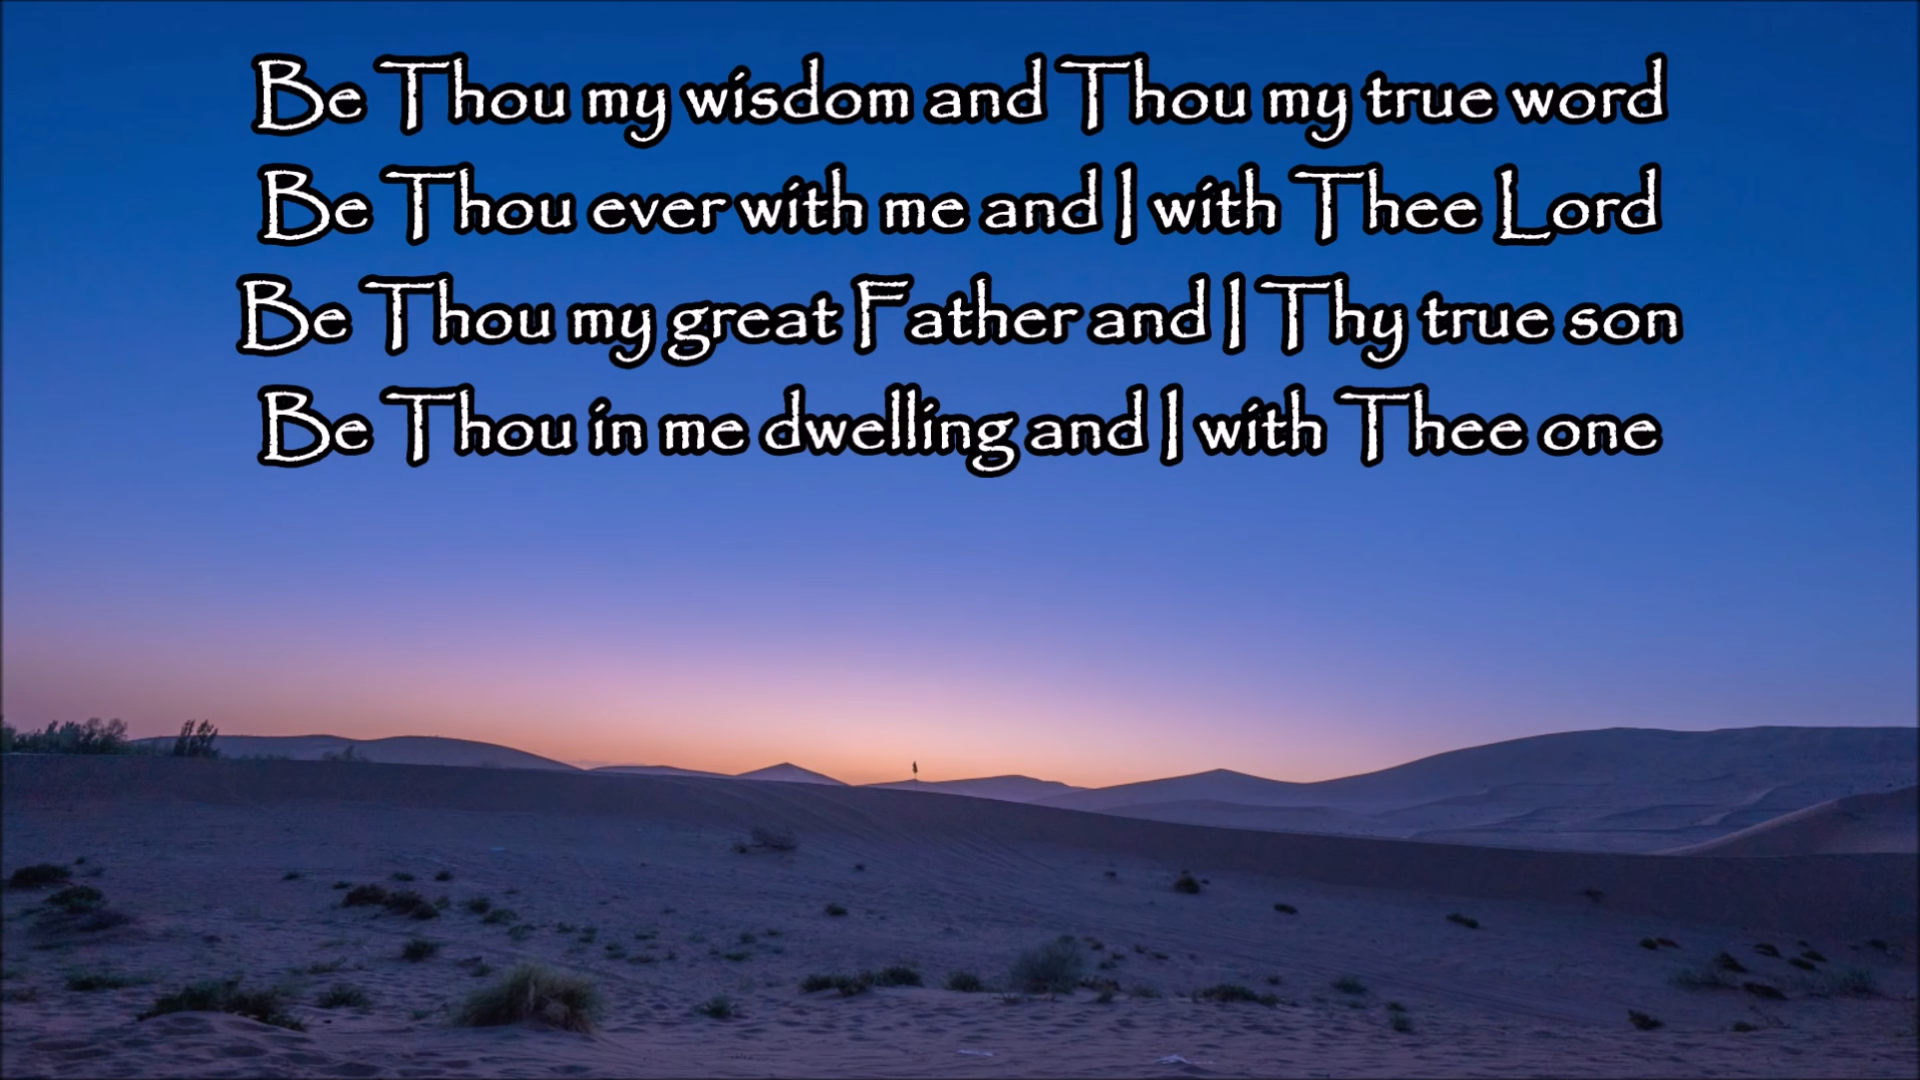 Be Thou my wisdom and Thou my true word
Be Thou ever with me and I with Thee Lord
Be Thou my great Father and I Thy true son
Be Thou in me dwelling and I with Thee one